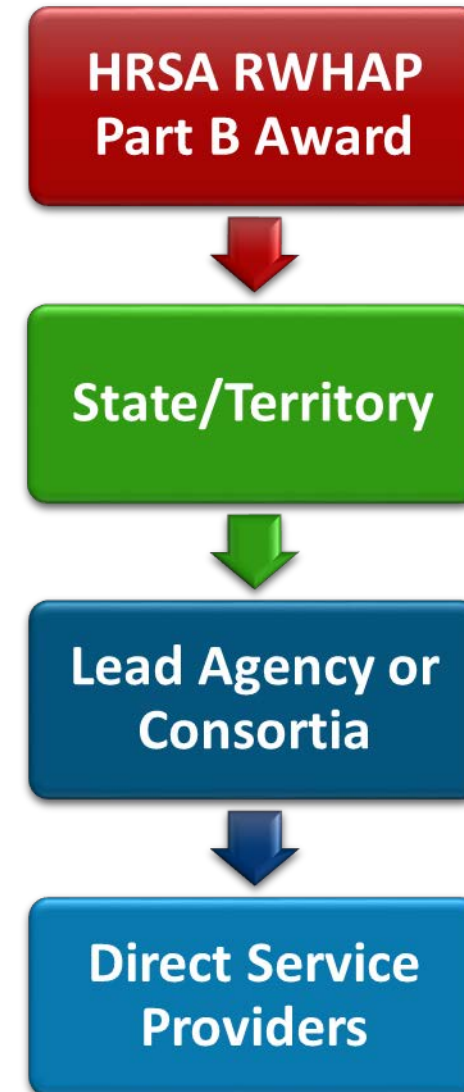 HRSA RWHAP
Part B Award
State/Territory
Lead Agency or
Consortia
Direct Service
Providers